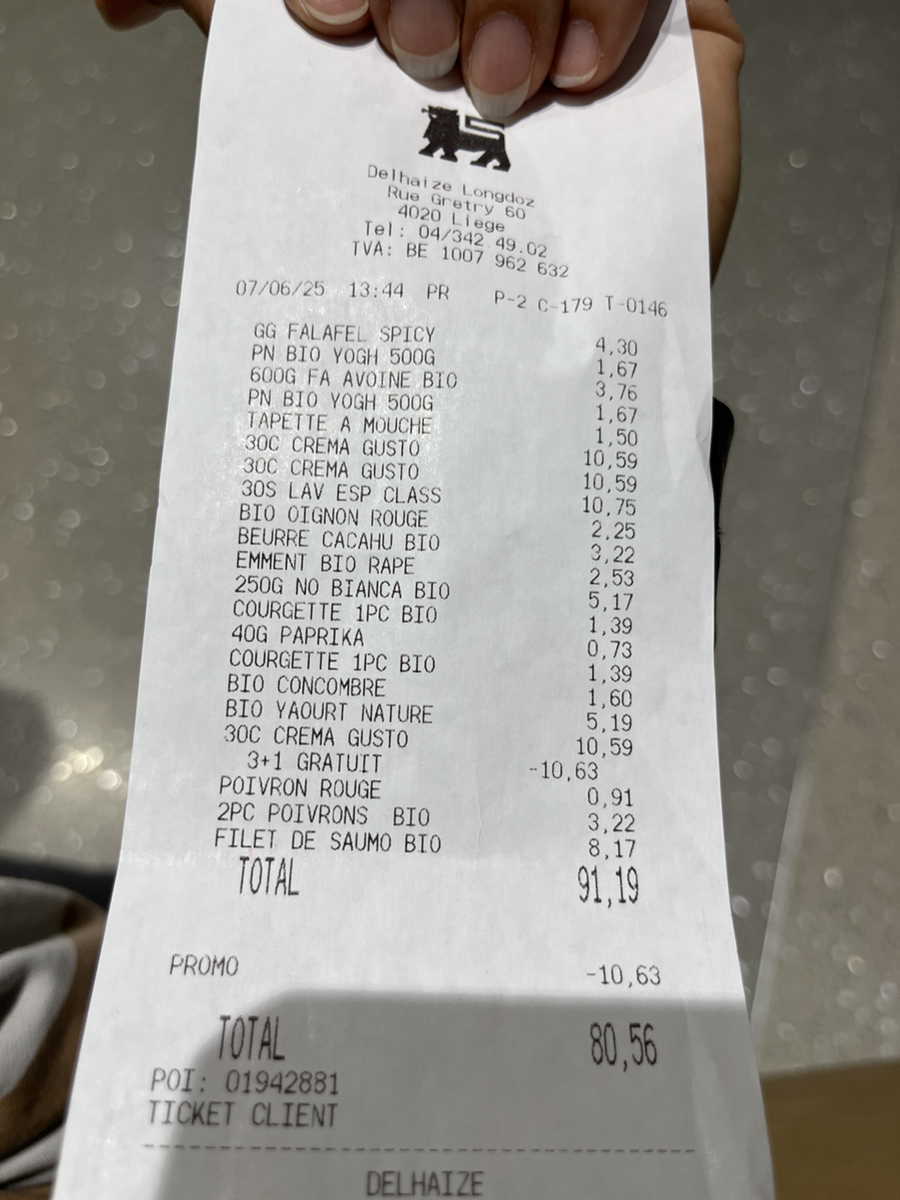 Delhaize Longdoz
Rue Gretry 60
4020 Liege
Tel: 04/342 49.02
TVA: BE 1007 962 632
07/06/25 13:44 PR P-2 C-179 T-0146
GG FALAFEL SPICY 4,30
PN BIO YOGH 500G 1,67
600G FA AVOINE BIO 3,76
PN BIO YOGH 500G 1,67
TAPETTE A MOUCHE 1,50
30C CREMA GUSTO 10,59
30C CREMA GUSTO 10,59
30S LAV ESP CLASS 10,75
BIO OIGNON ROUGE 2,25
BEURRE CACAHU BIO 3,22
EMMENT BIO RAPE 2,53
250G NO BIANCA BIO 5,17
COURGETTE 1PC BIO 1,39
40G PAPRIKA 0,73
COURGETTE 1PC BIO 1,39
BIO CONCOMBRE 1,60
BIO YAOURT NATURE 5,19
30C CREMA GUSTO 10,59
3+1 GRATUIT -10,63
POIVRON ROUGE 0,91
2PC POIVRONS BIO 3,22
FILET DE SAUMO BIO 8,17
TOTAL 91,19
PROMO -10,63
TOTAL 80,56
POI: 01942881
TICKET CLIENT
DELHAIZE